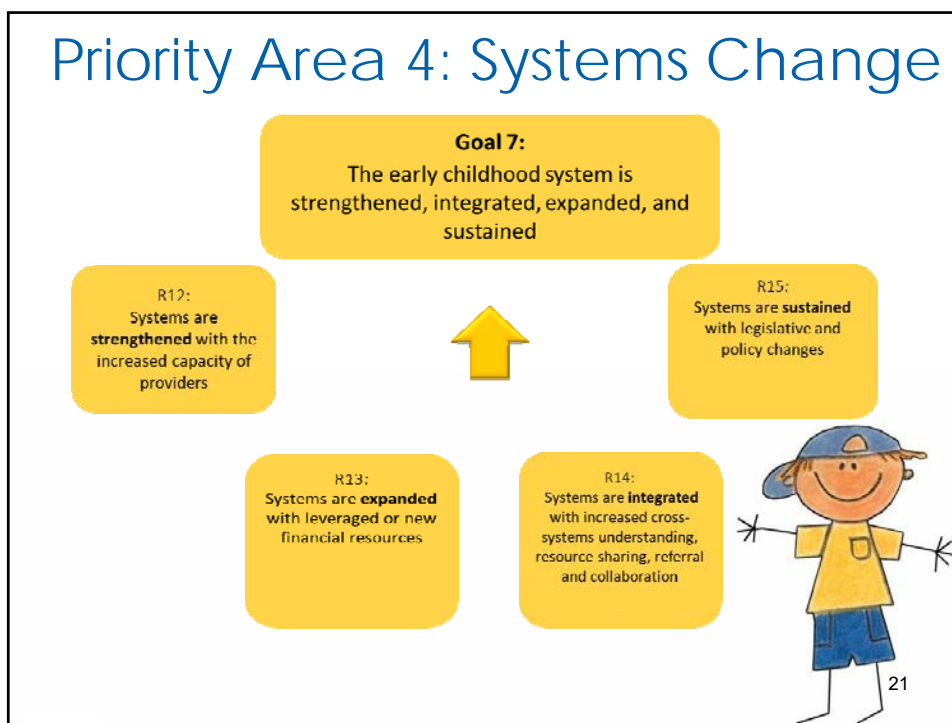 Priority Area 4: Systems Change
Goal 7:
The early childhood system is
strengthened, integrated, expanded, and
sustained
R12:
Systems are
strengthened with the
increased capacity of
providers
R13:
Systems are expanded
with leveraged or new
financial resources
R14:
Systems are integrated
with increased cross-
systems understanding,
resource sharing, referral
and collaboration
R15:
Systems are sustained
with legislative and
policy changes
21